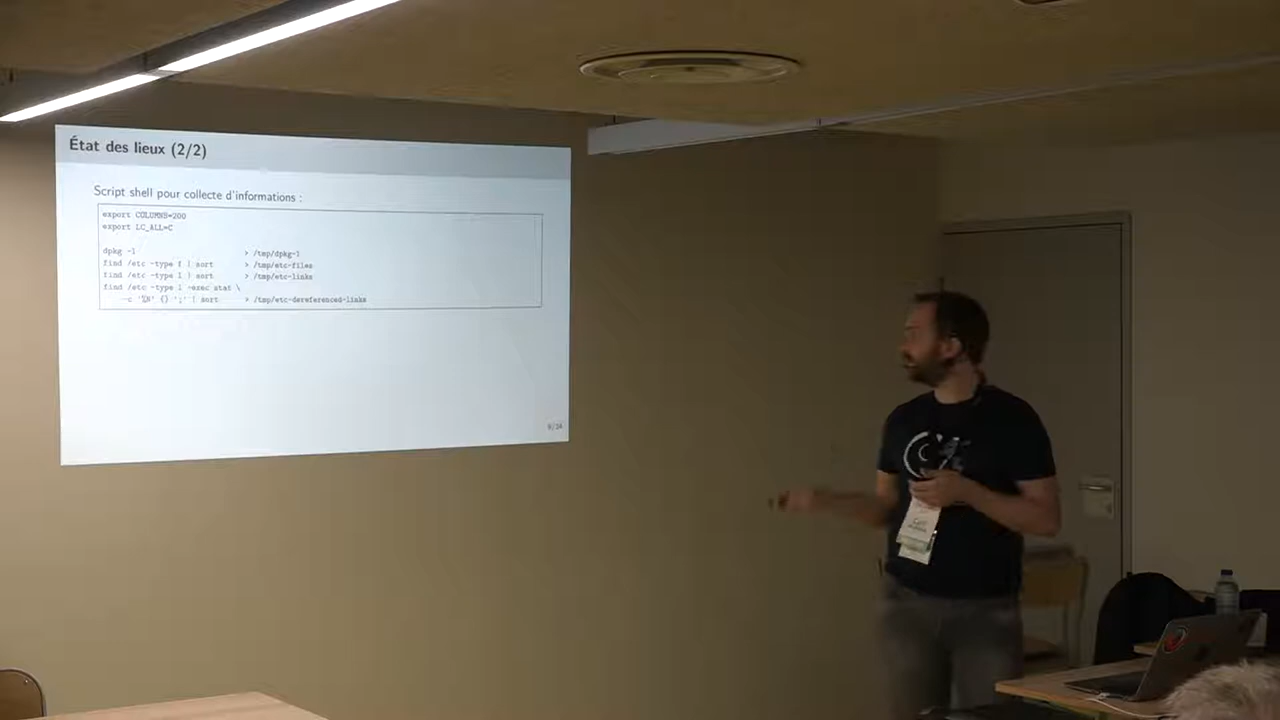 État des lieux (2/2)
Script shell pour collecte d'informations :
export COLUMNS=200
export LC_ALL=C
dpkg -l > /tmp/dpkg-l
find /etc -type f | sort > /tmp/etc-files
find /etc -type l | sort > /tmp/etc-links
find /etc -type l -exec stat \
--c '%N' {} ';' | sort > /tmp/etc-dereferenced-links